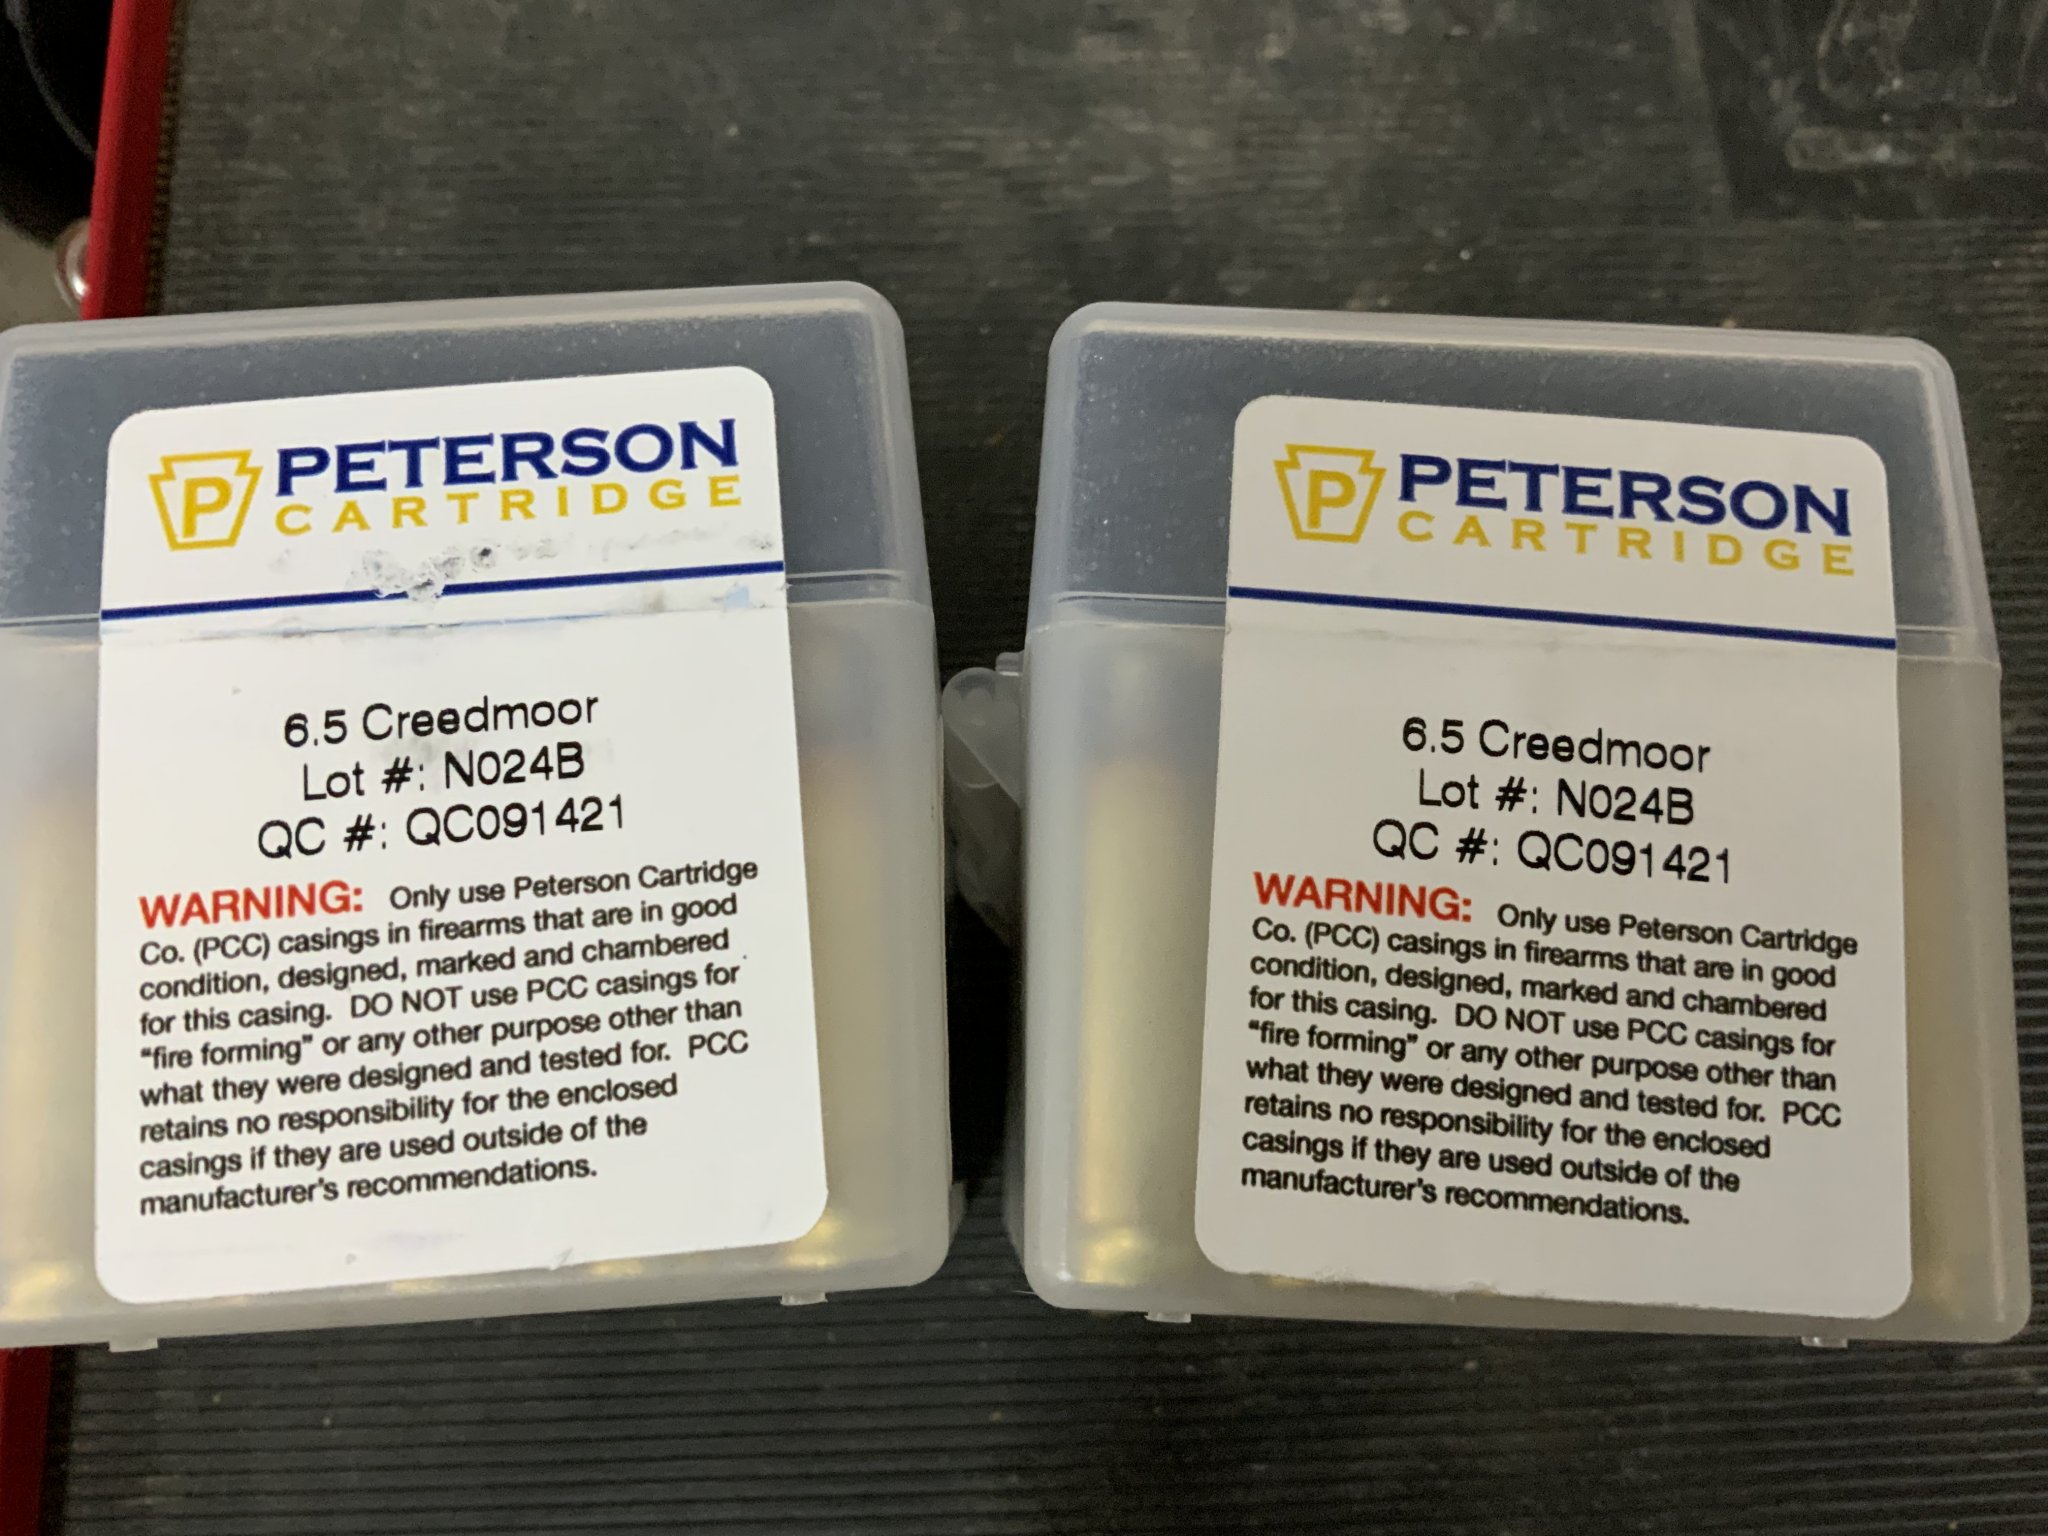 P PETERSON
CARTRIDGE
6.5 Creedmoor
Lot #: N024B
QC #: QC091421
WARNING: Only use Peterson Cartridge
Co. (PCC) casings in firearms that are in good
condition, designed, marked and chambered
for this casing. DO NOT use PCC casings for
"fire forming" or any other purpose other than
what they were designed and tested for. PCC
retains no responsibility for the enclosed
casings if they are used outside of the
manufacturer's recommendations.
P PETERSON
CARTRIDGE
6.5 Creedmoor
Lot #: N024B
QC #: QC091421
WARNING: Only use Peterson Cartridge
Co. (PCC) casings in firearms that are in good
condition, designed, marked and chambered
for this casing. DO NOT use PCC casings for
"fire forming" or any other purpose other than
what they were designed and tested for. PCC
retains no responsibility for the enclosed
casings if they are used outside of the
manufacturer's recommendations.